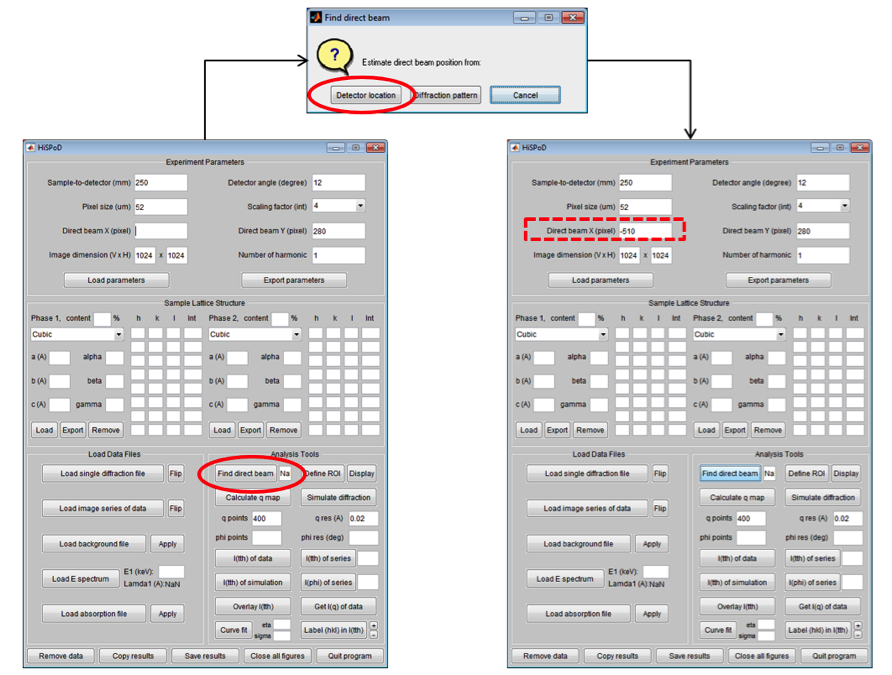 Find direct beam
?
Estimate direct beam position from:
Detector location Diffraction pattern Cancel
HiSPoD
Experiment Parameters
Sample-to-detector (mm) 250 Detector angle (degree) 12
Pixel size (um) 52 Scaling factor (int) 4
Direct beam X (pixel) Direct beam Y (pixel) 280
Image dimension (V x H) 1024 x 1024 Number of harmonic 1
Load parameters Export parameters
Sample Lattice Structure
Phase 1, content % h k l Int Phase 2, content % h k l Int
Cubic Cubic
a (A) alpha a (A) alpha
b (A) beta b (A) beta
c (A) gamma c (A) gamma
Load Export Remove Load Export Remove
Load Data Files Analysis Tools
Load single diffraction file Flip Find direct beam Na Define ROI Display
Calculate q map Simulate diffraction
Load image series of data Flip q points 400 q res (A) 0.02
phi points phi res (deg)
Load background file Apply I(tth) of data I(tth) of series
Load E spectrum E1 (keV): I(tth) of simulation I(phi) of series
Lamda1 (A):NaN
Load absorption file Apply Overlay I(tth) Get I(q) of data
Curve fit eta sigma Label (hkl) in I(tth) + -
Remove data Copy results Save results Close all figures Quit program
HiSPoD
Experiment Parameters
Sample-to-detector (mm) 250 Detector angle (degree) 12
Pixel size (um) 52 Scaling factor (int) 4
Direct beam X (pixel) -510 Direct beam Y (pixel) 280
Image dimension (V x H) 1024 x 1024 Number of harmonic 1
Load parameters Export parameters
Sample Lattice Structure
Phase 1, content % h k l Int Phase 2, content % h k l Int
Cubic Cubic
a (A) alpha a (A) alpha
b (A) beta b (A) beta
c (A) gamma c (A) gamma
Load Export Remove Load Export Remove
Load Data Files Analysis Tools
Load single diffraction file Flip Find direct beam Na Define ROI Display
Calculate q map Simulate diffraction
Load image series of data Flip q points 400 q res (A) 0.02
phi points phi res (deg)
Load background file Apply I(tth) of data I(tth) of series
Load E spectrum E1 (keV): I(tth) of simulation I(phi) of series
Lamda1 (A):NaN
Load absorption file Apply Overlay I(tth) Get I(q) of data
Curve fit eta sigma Label (hkl) in I(tth) + -
Remove data Copy results Save results Close all figures Quit program